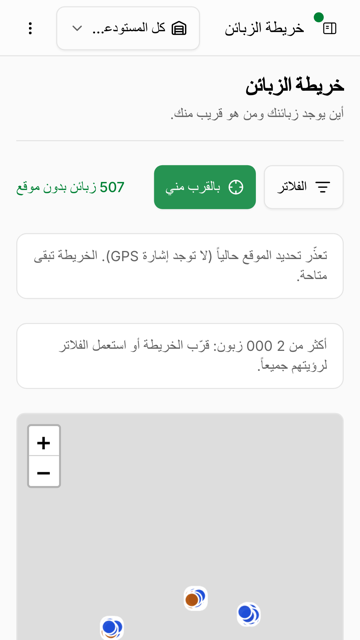 خريطة الزبائن
كل المستودعـ...
خريطة الزبائن
أين يوجد زبائنك ومن هو قريب منك.
الفلاتر
بالقرب مني
507 زبائن بدون موقع
تعذّر تحديد الموقع حالياً (لا توجد إشارة GPS). الخريطة تبقى
متاحة.
أكثر من 2 000 زبون: قرّب الخريطة أو استعمل الفلاتر
لرؤيتهم جميعاً.
+
−